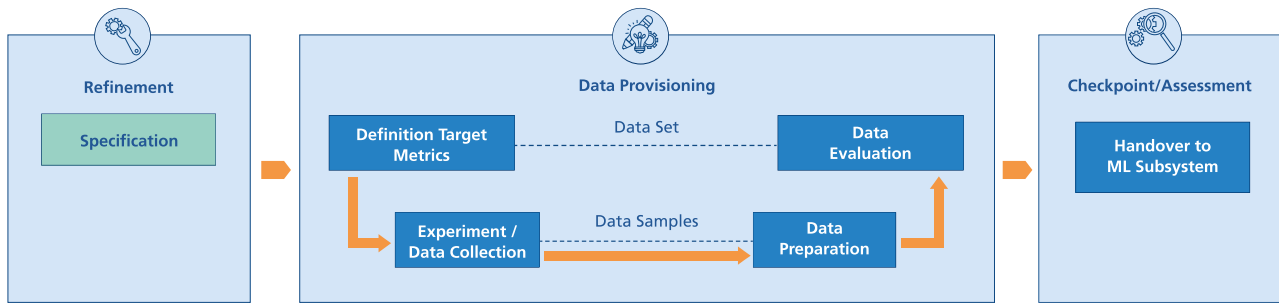 Refinement
Specification
Data Provisioning
Definition Target
Metrics
Data Set
Data
Evaluation
Experiment /
Data Collection
Data Samples
Data
Preparation
Checkpoint/Assessment
Handover to
ML Subsystem